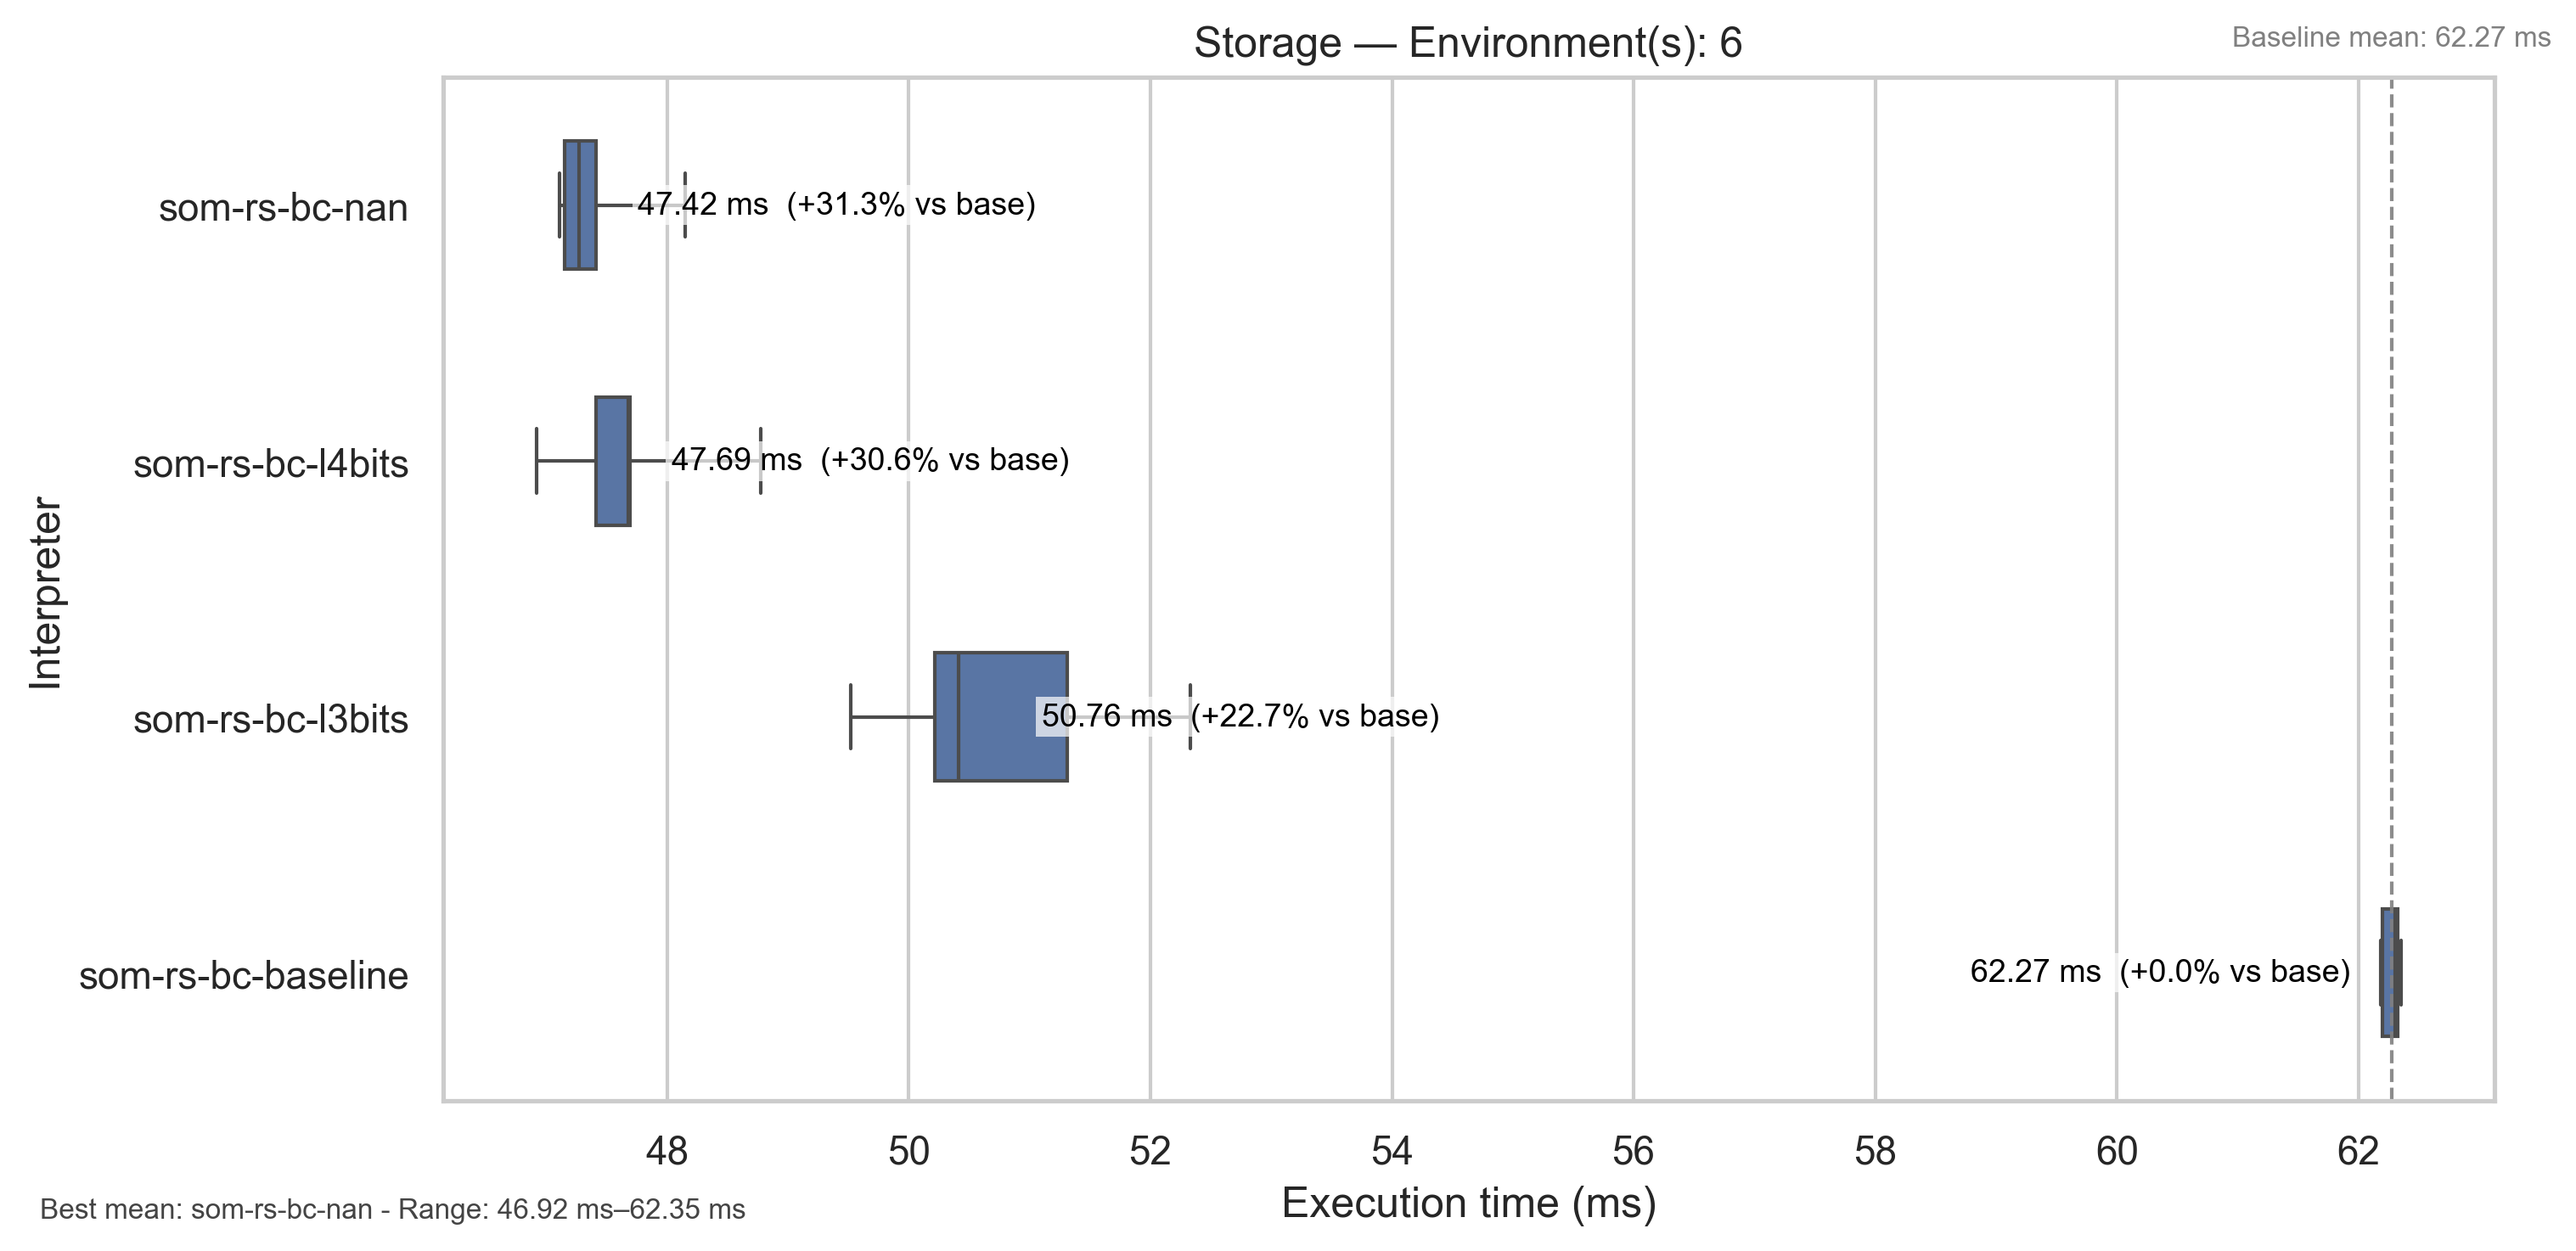 Storage — Environment(s): 6
Baseline mean: 62.27 ms
som-rs-bc-nan
47.42 ms  (+31.3% vs base)
som-rs-bc-l4bits
47.69 ms  (+30.6% vs base)
som-rs-bc-l3bits
50.76 ms  (+22.7% vs base)
som-rs-bc-baseline
62.27 ms  (+0.0% vs base)
Interpreter
48 50 52 54 56 58 60 62
Execution time (ms)
Best mean: som-rs-bc-nan - Range: 46.92 ms–62.35 ms